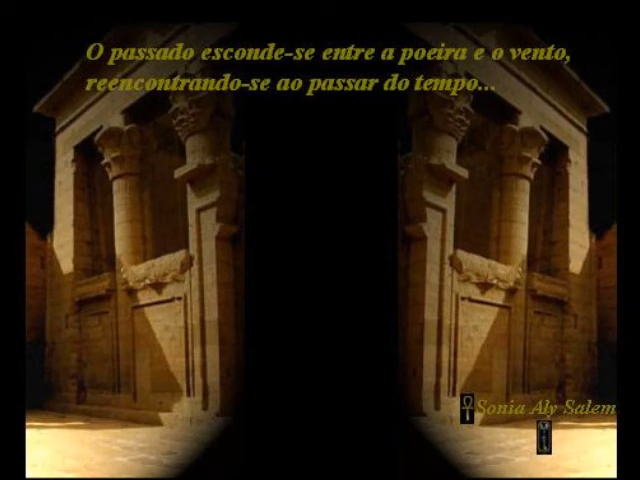 O passado esconde-se entre a poeira e o vento,
reencontrando-se ao passar do tempo...
Sonia Aly Salem